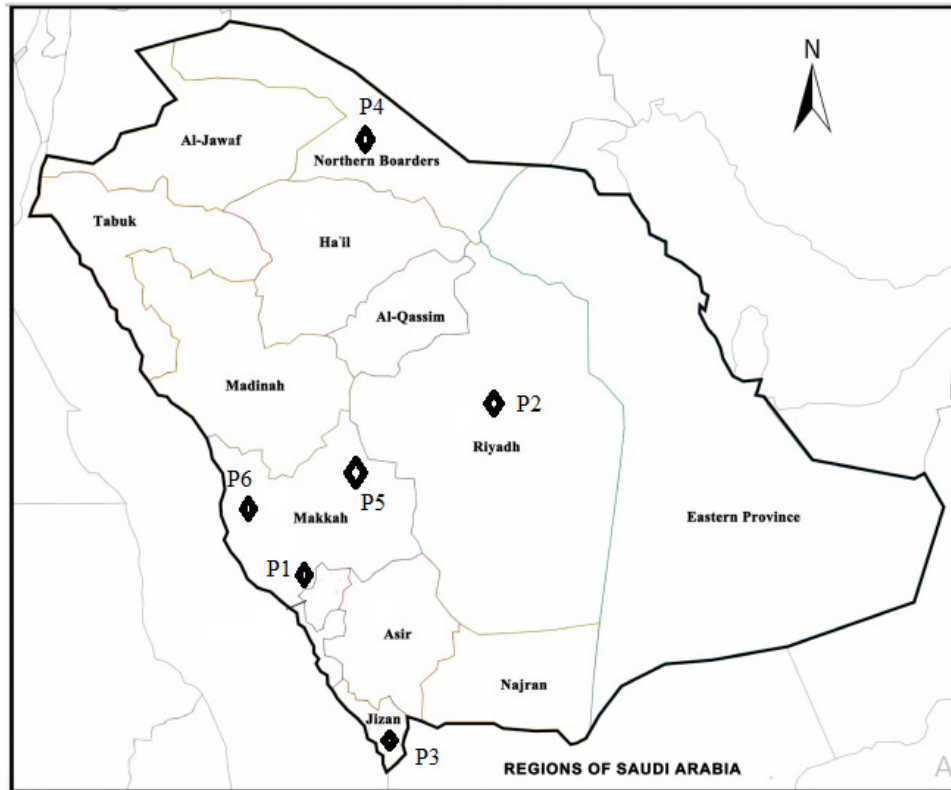 N
P4
Al-Jawaf
Northern Boarders
Tabuk
Ha'il
Al-Qassim
Madinah
P2
Riyadh
P6
P5
Makkah
Eastern Province
P1
Asir
Najran
Jizan
P3
REGIONS OF SAUDI ARABIA
A